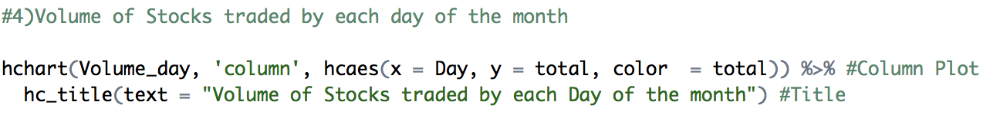 #4)Volume of Stocks traded by each day of the month
hchart(Volume_day, 'column', hcaes(x = Day, y = total, color  = total)) %>% #Column Plot
  hc_title(text = "Volume of Stocks traded by each Day of the month") #Title